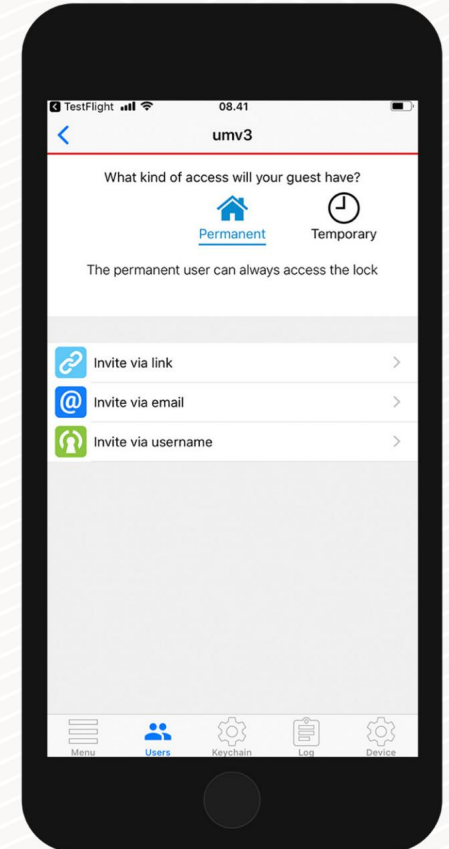 TestFlight 08.41
umv3
What kind of access will your guest have?
Permanent Temporary
The permanent user can always access the lock
Invite via link
@ Invite via email
Invite via username
Menu Users Keychain Log Device